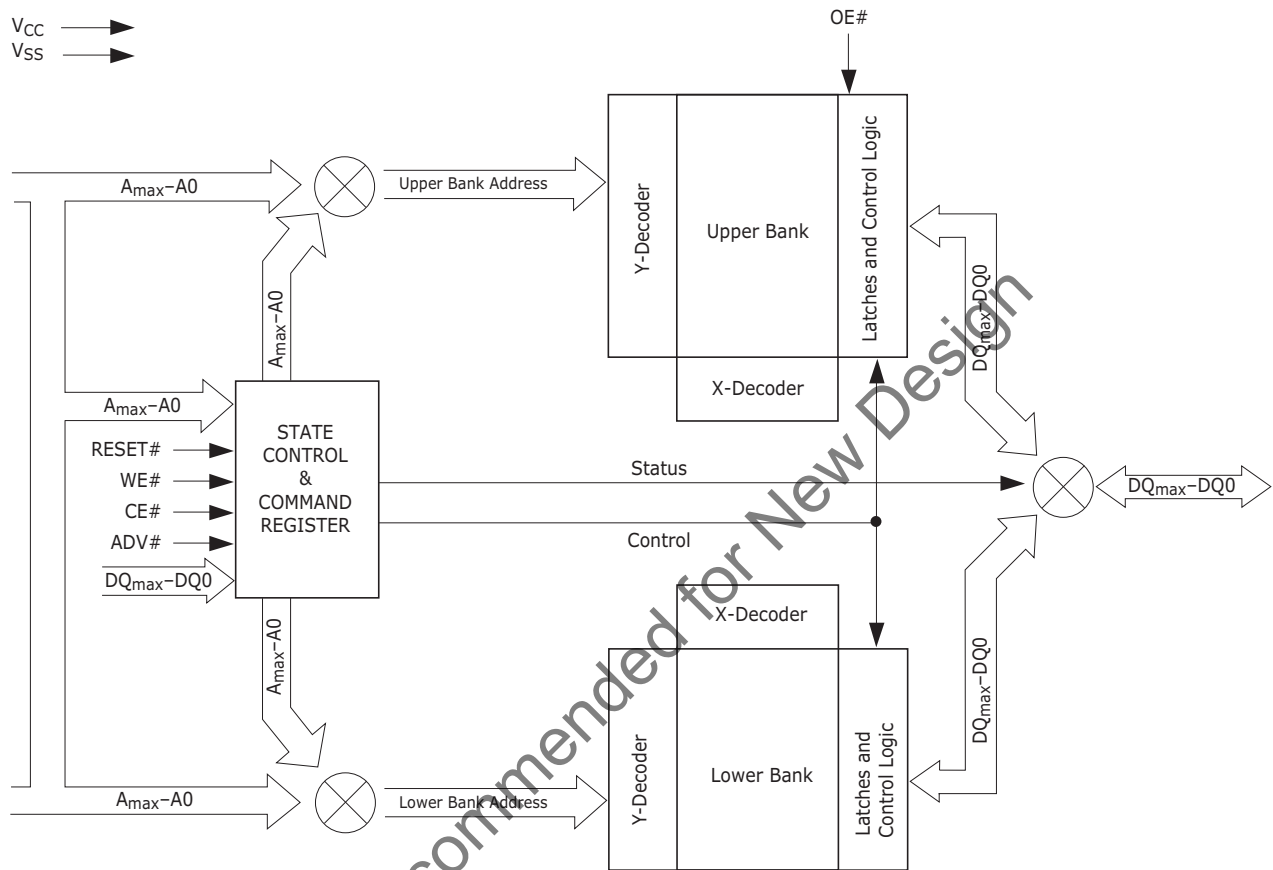 VCC
VSS
OE#
Amax–A0
Upper Bank Address
Y-Decoder
Upper Bank
Latches and Control Logic
X-Decoder
DQmax–DQ0
Amax–A0
Amax–A0
RESET#
WE#
CE#
ADV#
DQmax–DQ0
STATE
CONTROL
&
COMMAND
REGISTER
Status
Control
DQmax–DQ0
Amax–A0
X-Decoder
Y-Decoder
Lower Bank
Latches and
Control Logic
DQmax–DQ0
Amax–A0
Lower Bank Address
commended for New Design